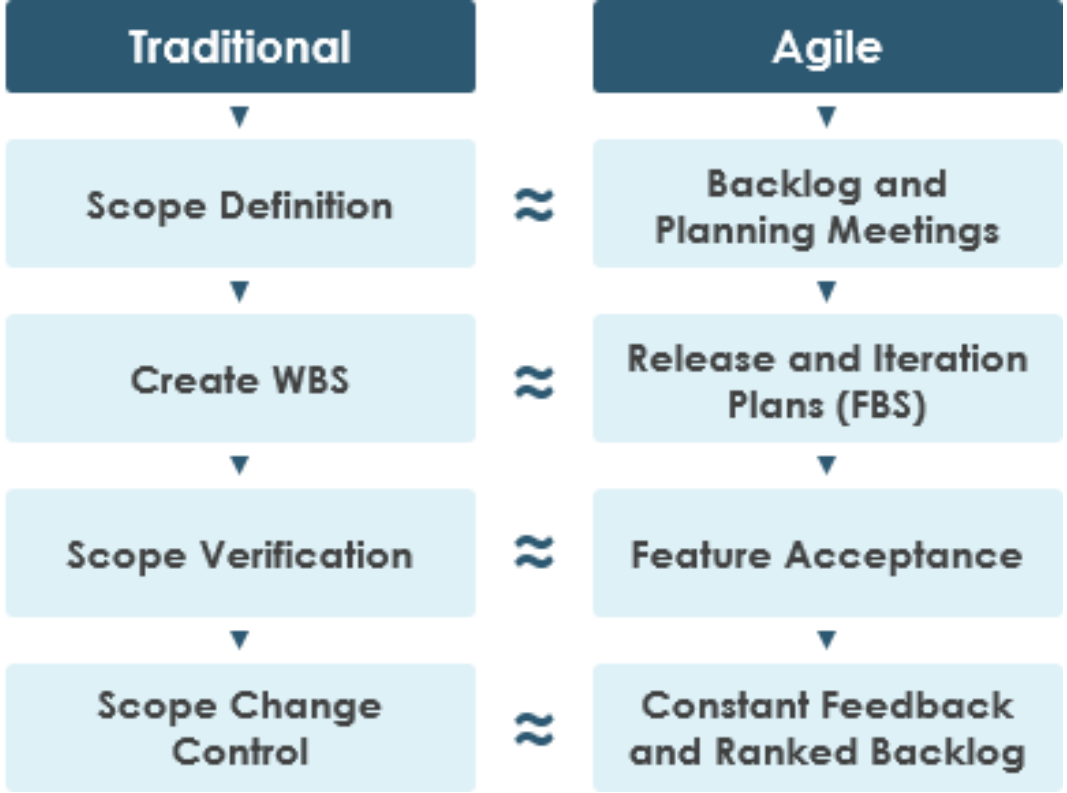 Traditional
Agile
Scope Definition
≈
Backlog and
Planning Meetings
Create WBS
≈
Release and Iteration
Plans (FBS)
Scope Verification
≈
Feature Acceptance
Scope Change
Control
≈
Constant Feedback
and Ranked Backlog